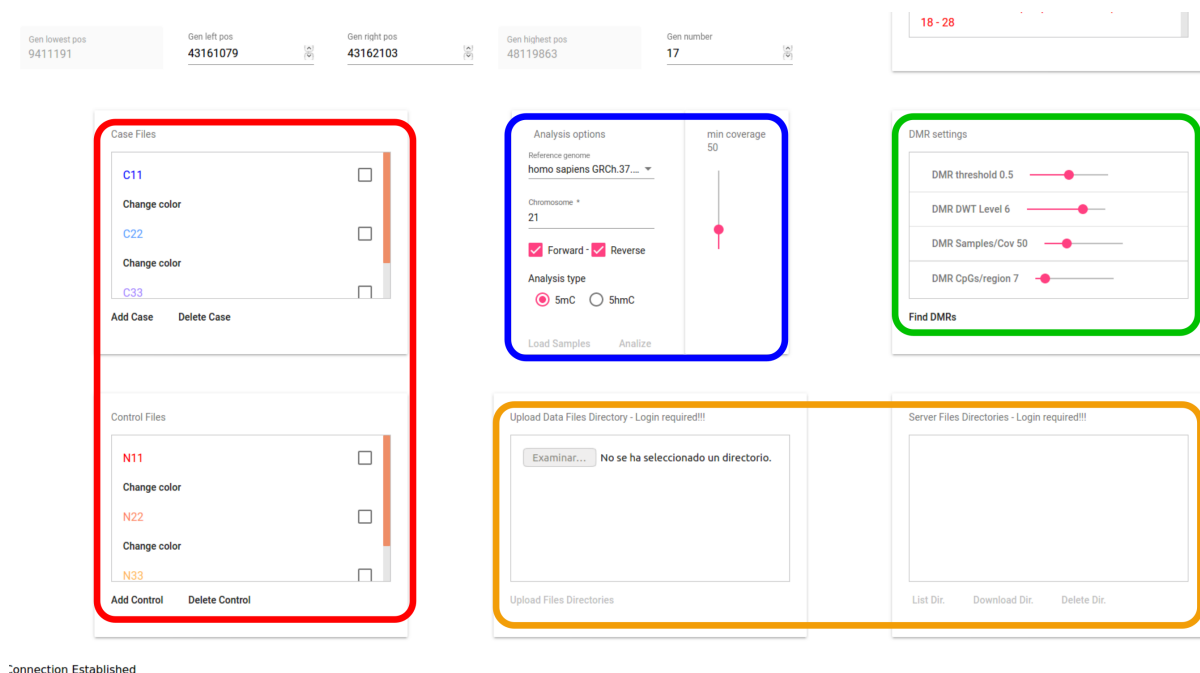 18 - 28
Gen lowest pos
9411191
Gen left pos
43161079
Gen right pos
43162103
Gen highest pos
48119863
Gen number
17
Case Files
C11
Change color
C22
Change color
C33
Add Case Delete Case
Analysis options
Reference genome
homo sapiens GRCh.37....
Chromosome *
21
Forward - Reverse
Analysis type
5mC 5hmC
Load Samples Analize
min coverage
50
DMR settings
DMR threshold 0.5
DMR DWT Level 6
DMR Samples/Cov 50
DMR CpGs/region 7
Find DMRs
Control Files
N11
Change color
N22
Change color
N33
Add Control Delete Control
Upload Data Files Directory - Login required!!!
Examinar... No se ha seleccionado un directorio.
Upload Files Directories
Server Files Directories - Login required!!!
List Dir. Download Dir. Delete Dir.
Connection Established